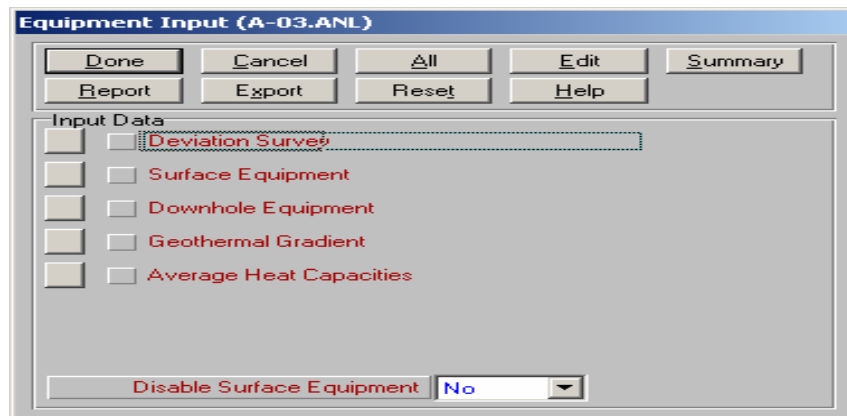 Equipment Input (A-03.ANL)
Done Cancel All Edit Summary
Report Export Reset Help
Input Data
Deviation Survey
Surface Equipment
Downhole Equipment
Geothermal Gradient
Average Heat Capacities
Disable Surface Equipment No